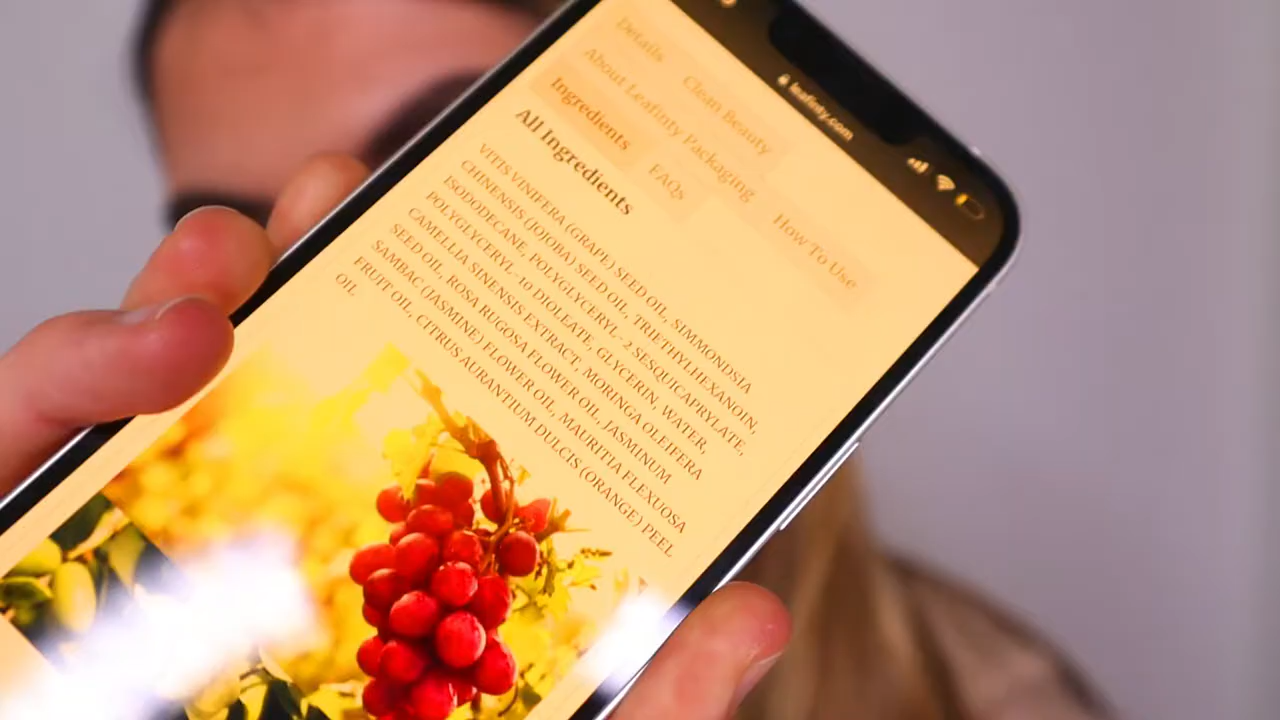 leafinty.com
Details
Clean Beauty
About Leafinty Packaging
How To Use
Ingredients
FAQs
All Ingredients
VITIS VINIFERA (GRAPE) SEED OIL, SIMMONDSIA
CHINENSIS (JOJOBA) SEED OIL, TRIETHYLHEXANOIN,
ISODODECANE, POLYGLYCERYL-2 SESQUICAPRYLATE,
POLYGLYCERYL-10 DIOLEATE, GLYCERIN, WATER,
CAMELLIA SINENSIS EXTRACT, MORINGA OLEIFERA
SEED OIL, ROSA RUGOSA FLOWER OIL, JASMINUM
SAMBAC (JASMINE) FLOWER OIL, MAURITIA FLEXUOSA
FRUIT OIL, CITRUS AURANTIUM DULCIS (ORANGE) PEEL
OIL.